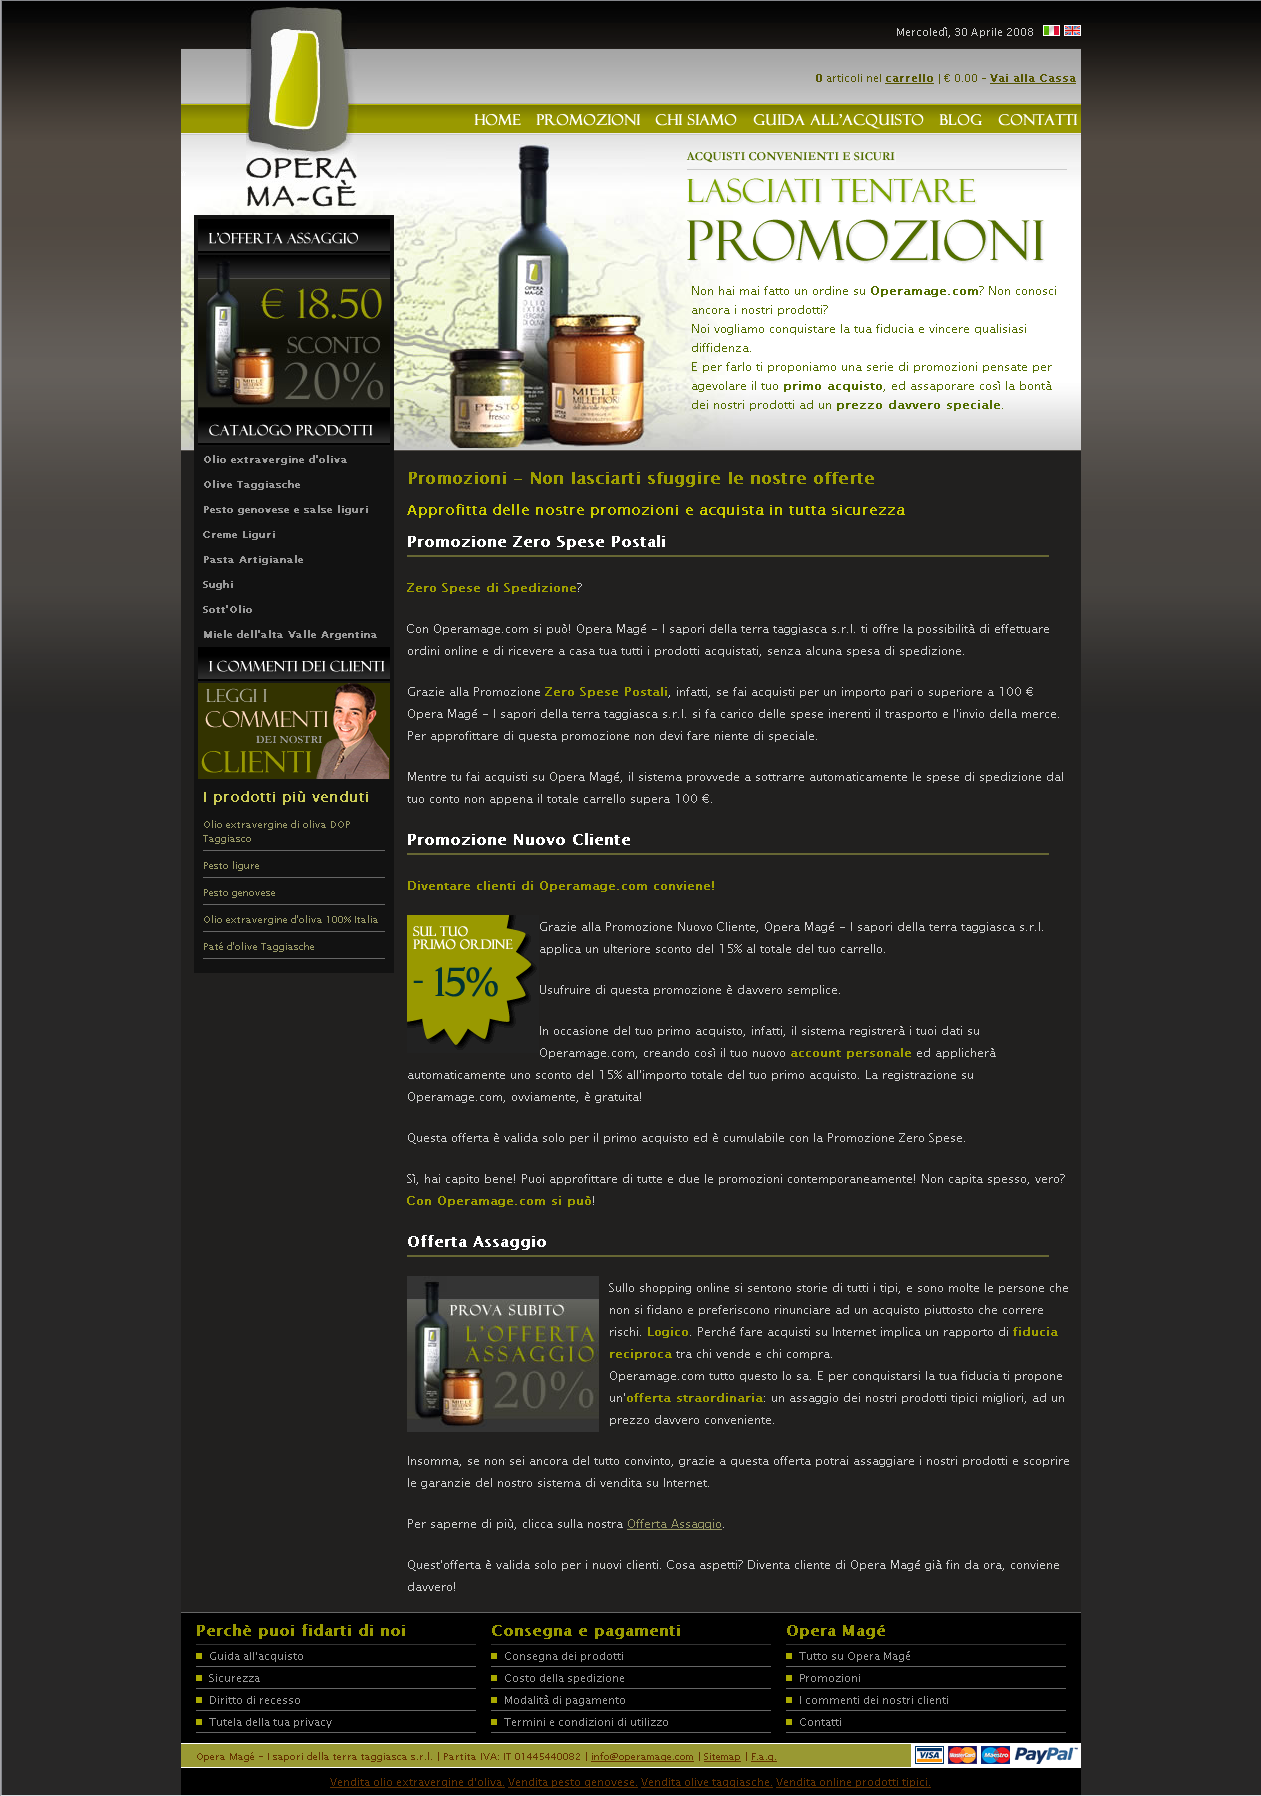 Mercoledì, 30 Aprile 2008
0 articoli nel carrello | € 0.00 - Vai alla Cassa
HOME PROMOZIONI CHI SIAMO GUIDA ALL'ACQUISTO BLOG CONTATTI
OPERA
MA-GÈ
L'OFFERTA ASSAGGIO
€ 18.50
SCONTO
20%
CATALOGO PRODOTTI
Olio extravergine d'oliva
Olive Taggiasche
Pesto genovese e salse liguri
Creme Liguri
Pasta Artigianale
Sughi
Sott'Olio
Miele dell'alta Valle Argentina
I COMMENTI DEI CLIENTI
LEGGI I
COMMENTI
DEI NOSTRI
CLIENTI
I prodotti più venduti
Olio extravergine di oliva DOP
Taggiasco
Pesto ligure
Pesto genovese
Olio extravergine d'oliva 100% Italia
Paté d'olive Taggiasche
OPERA
MA-GÈ
OLIO
EXTRA
VERGINE
DI OLIVA
PESTO
fresco
MIELE
MILLEFIORI
ACQUISTI CONVENIENTI E SICURI
LASCIATI TENTARE
PROMOZIONI
Non hai mai fatto un ordine su Operamage.com? Non conosci
ancora i nostri prodotti?
Noi vogliamo conquistare la tua fiducia e vincere qualisiasi
diffidenza.
E per farlo ti proponiamo una serie di promozioni pensate per
agevolare il tuo primo acquisto, ed assaporare così la bontà
dei nostri prodotti ad un prezzo davvero speciale.
Promozioni - Non lasciarti sfuggire le nostre offerte
Approfitta delle nostre promozioni e acquista in tutta sicurezza
Promozione Zero Spese Postali
Zero Spese di Spedizione?
Con Operamage.com si può! Opera Magé - I sapori della terra taggiasca s.r.l. ti offre la possibilità di effettuare
ordini online e di ricevere a casa tua tutti i prodotti acquistati, senza alcuna spesa di spedizione.
Grazie alla Promozione Zero Spese Postali, infatti, se fai acquisti per un importo pari o superiore a 100 €
Opera Magé - I sapori della terra taggiasca s.r.l. si fa carico delle spese inerenti il trasporto e l'invio della merce.
Per approfittare di questa promozione non devi fare niente di speciale.
Mentre tu fai acquisti su Opera Magé, il sistema provvede a sottrarre automaticamente le spese di spedizione dal
tuo conto non appena il totale carrello supera 100 €.
Promozione Nuovo Cliente
Diventare clienti di Operamage.com conviene!
SUL TUO
PRIMO ORDINE
- 15%
Grazie alla Promozione Nuovo Cliente, Opera Magé - I sapori della terra taggiasca s.r.l.
applica un ulteriore sconto del 15% al totale del tuo carrello.
Usufruire di questa promozione è davvero semplice.
In occasione del tuo primo acquisto, infatti, il sistema registrerà i tuoi dati su
Operamage.com, creando così il tuo nuovo account personale ed applicherà
automaticamente uno sconto del 15% all'importo totale del tuo primo acquisto. La registrazione su
Operamage.com, ovviamente, è gratuita!
Questa offerta è valida solo per il primo acquisto ed è cumulabile con la Promozione Zero Spese.
Sì, hai capito bene! Puoi approfittare di tutte e due le promozioni contemporaneamente! Non capita spesso, vero?
Con Operamage.com si può!
Offerta Assaggio
PROVA SUBITO
L'OFFERTA
ASSAGGIO
20%
Sullo shopping online si sentono storie di tutti i tipi, e sono molte le persone che
non si fidano e preferiscono rinunciare ad un acquisto piuttosto che correre
rischi. Logico. Perché fare acquisti su Internet implica un rapporto di fiducia
reciproca tra chi vende e chi compra.
Operamage.com tutto questo lo sa. E per conquistarsi la tua fiducia ti propone
un'offerta straordinaria: un assaggio dei nostri prodotti tipici migliori, ad un
prezzo davvero conveniente.
Insomma, se non sei ancora del tutto convinto, grazie a questa offerta potrai assaggiare i nostri prodotti e scoprire
le garanzie del nostro sistema di vendita su Internet.
Per saperne di più, clicca sulla nostra Offerta Assaggio.
Quest'offerta è valida solo per i nuovi clienti. Cosa aspetti? Diventa cliente di Opera Magé già fin da ora, conviene
davvero!
Perchè puoi fidarti di noi
Guida all'acquisto
Sicurezza
Diritto di recesso
Tutela della tua privacy
Consegna e pagamenti
Consegna dei prodotti
Costo della spedizione
Modalità di pagamento
Termini e condizioni di utilizzo
Opera Magé
Tutto su Opera Magé
Promozioni
I commenti dei nostri clienti
Contatti
Opera Magé - I sapori della terra taggiasca s.r.l. | Partita IVA: IT 01445440082 | info@operamage.com | Sitemap | F.a.q.
VISA MasterCard Maestro PayPal
Vendita olio extravergine d'oliva, Vendita pesto genovese, Vendita olive taggiasche, Vendita online prodotti tipici.